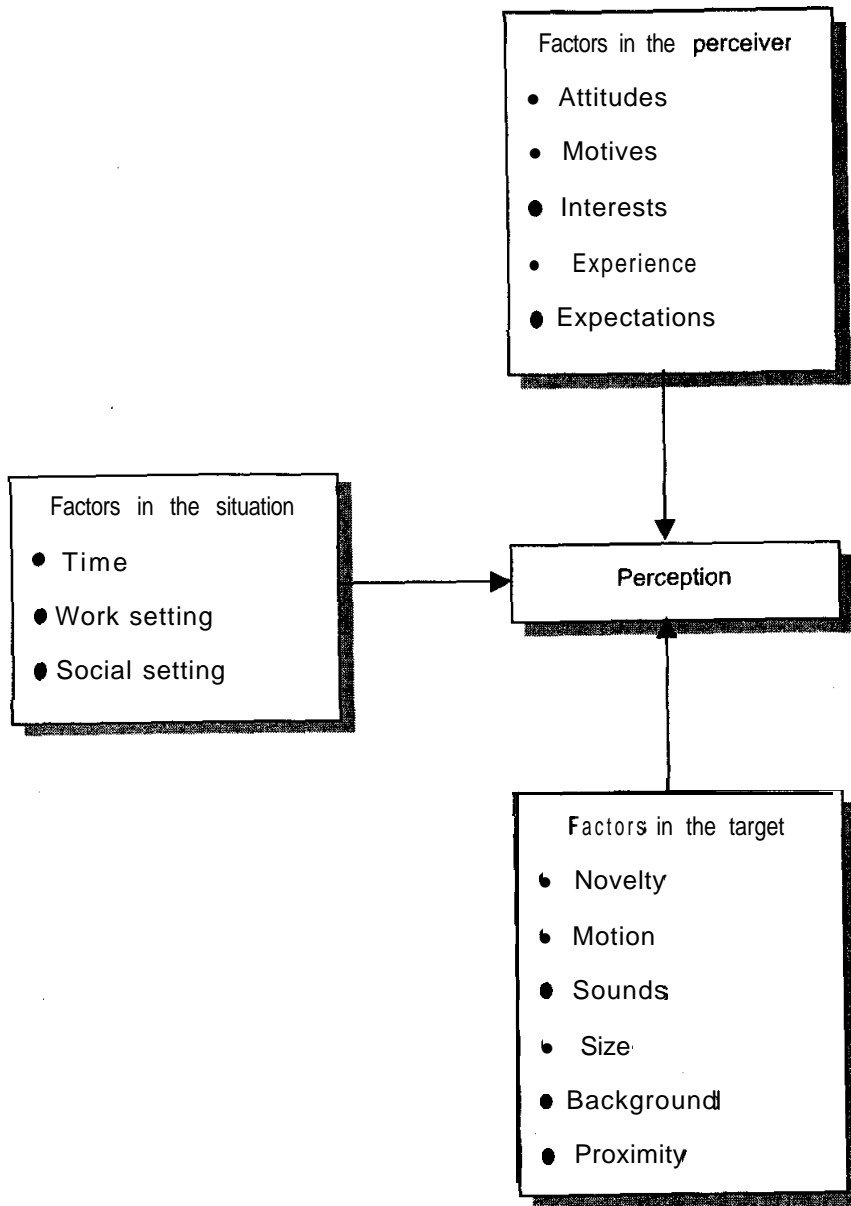 Factors in the perceiver
• Attitudes
• Motives
• Interests
• Experience
• Expectations
Factors in the situation
• Time
• Work setting
• Social setting
Perception
Factors in the target
• Novelty
• Motion
• Sounds
• Size
• Background
• Proximity